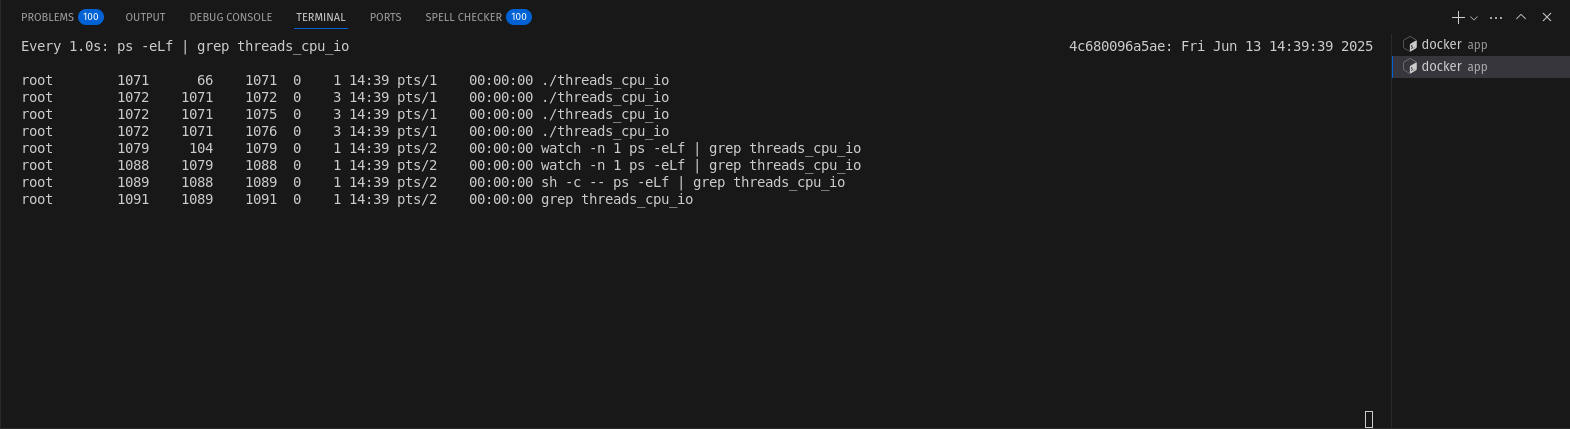 PROBLEMS 100 OUTPUT DEBUG CONSOLE TERMINAL PORTS SPELL CHECKER 100
Every 1.0s: ps -eLf | grep threads_cpu_io 4c680096a5ae: Fri Jun 13 14:39:39 2025
docker app
docker app
root 1071 66 1071 0 1 14:39 pts/1 00:00:00 ./threads_cpu_io
root 1072 1071 1072 0 3 14:39 pts/1 00:00:00 ./threads_cpu_io
root 1072 1071 1075 0 3 14:39 pts/1 00:00:00 ./threads_cpu_io
root 1072 1071 1076 0 3 14:39 pts/1 00:00:00 ./threads_cpu_io
root 1079 104 1079 0 1 14:39 pts/2 00:00:00 watch -n 1 ps -eLf | grep threads_cpu_io
root 1088 1079 1088 0 1 14:39 pts/2 00:00:00 watch -n 1 ps -eLf | grep threads_cpu_io
root 1089 1088 1089 0 1 14:39 pts/2 00:00:00 sh -c -- ps -eLf | grep threads_cpu_io
root 1091 1089 1091 0 1 14:39 pts/2 00:00:00 grep threads_cpu_io